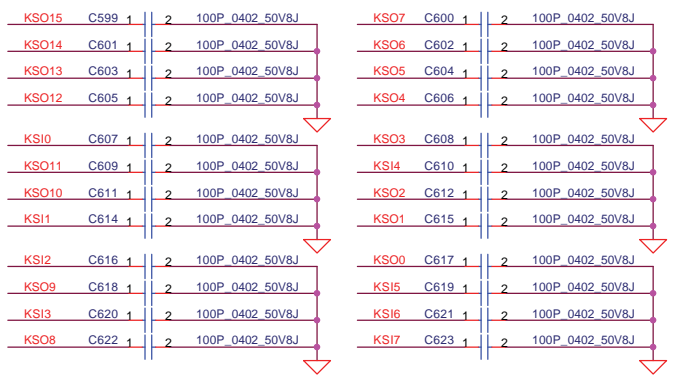 KSO15 C599 1 2 100P_0402_50V8J KSO7 C600 1 2 100P_0402_50V8J
KSO14 C601 1 2 100P_0402_50V8J KSO6 C602 1 2 100P_0402_50V8J
KSO13 C603 1 2 100P_0402_50V8J KSO5 C604 1 2 100P_0402_50V8J
KSO12 C605 1 2 100P_0402_50V8J KSO4 C606 1 2 100P_0402_50V8J
KSI0 C607 1 2 100P_0402_50V8J KSO3 C608 1 2 100P_0402_50V8J
KSO11 C609 1 2 100P_0402_50V8J KSI4 C610 1 2 100P_0402_50V8J
KSO10 C611 1 2 100P_0402_50V8J KSO2 C612 1 2 100P_0402_50V8J
KSI1 C614 1 2 100P_0402_50V8J KSO1 C615 1 2 100P_0402_50V8J
KSI2 C616 1 2 100P_0402_50V8J KSO0 C617 1 2 100P_0402_50V8J
KSO9 C618 1 2 100P_0402_50V8J KSI5 C619 1 2 100P_0402_50V8J
KSI3 C620 1 2 100P_0402_50V8J KSI6 C621 1 2 100P_0402_50V8J
KSO8 C622 1 2 100P_0402_50V8J KSI7 C623 1 2 100P_0402_50V8J